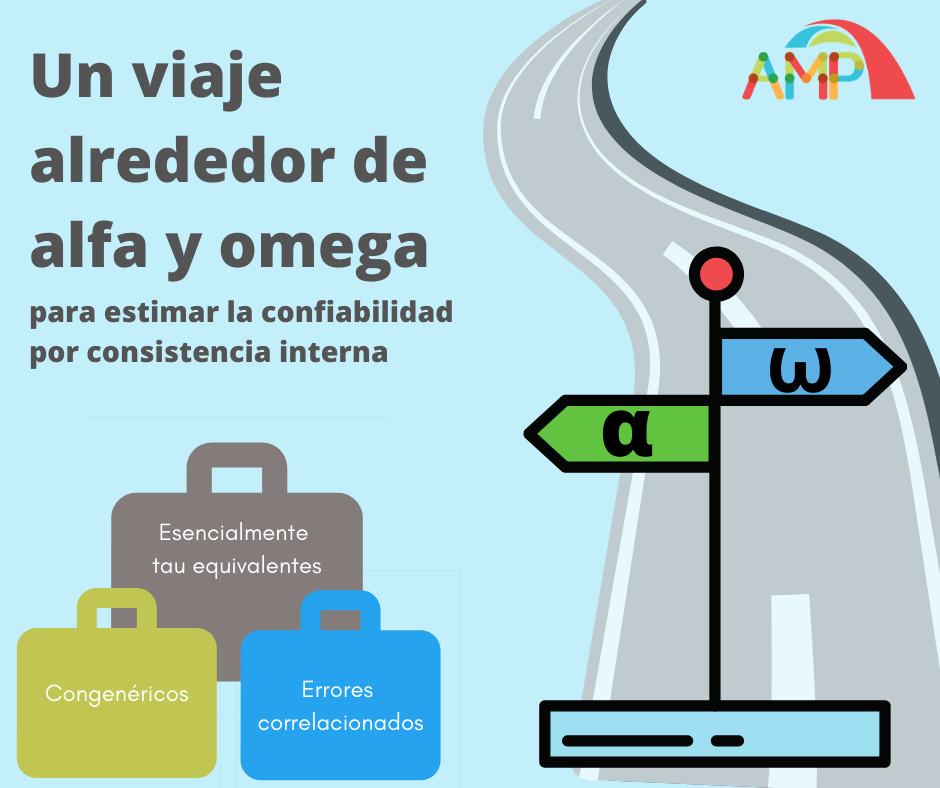 Un viaje
alrededor de
alfa y omega
para estimar la confiabilidad
por consistencia interna
AMP
ω
α
Esencialmente
tau equivalentes
Congenéricos
Errores
correlacionados